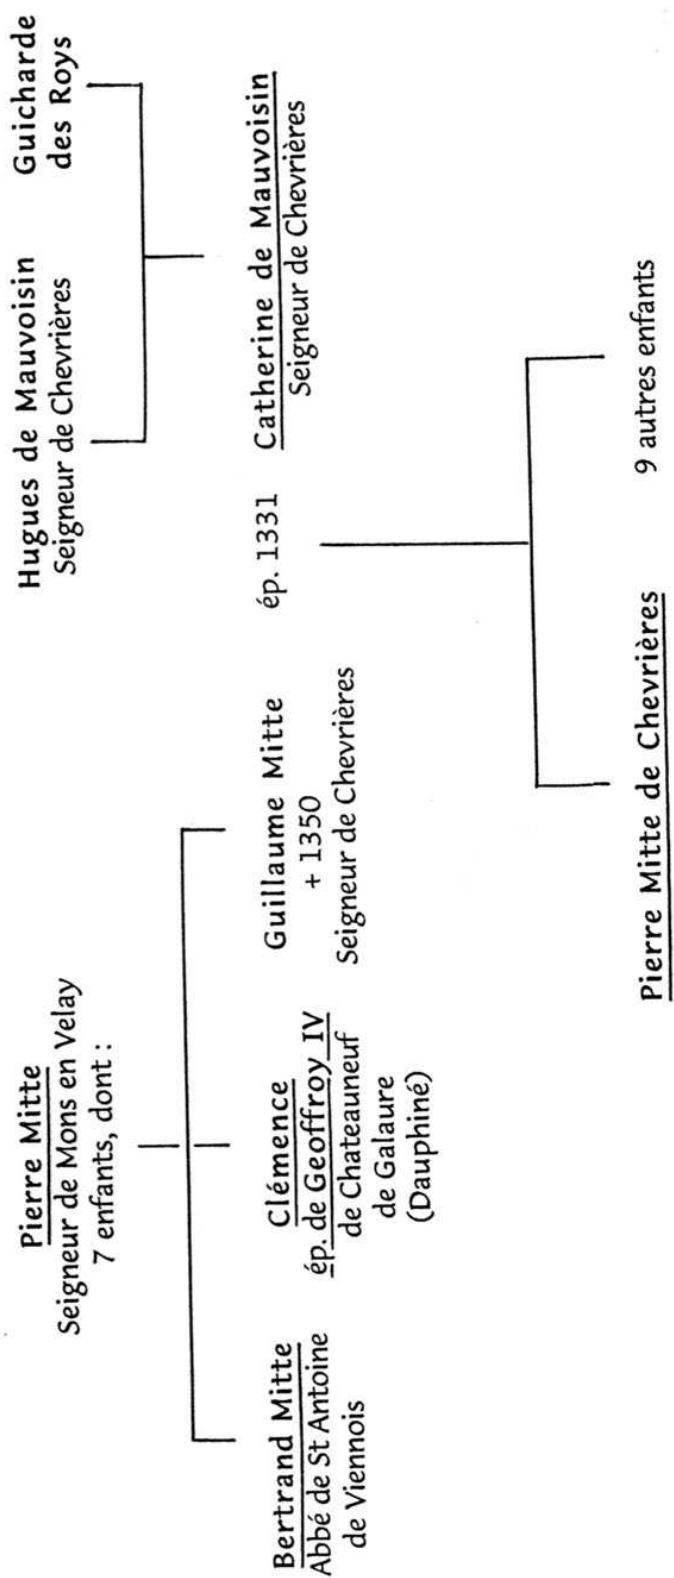 Pierre Mitte
Seigneur de Mons en Velay
7 enfants, dont :
Hugues de Mauvoisin
Seigneur de Chevrières
Guicharde
des Roys
Bertrand Mitte
Abbé de St Antoine
de Viennois
Clémence
ép. de Geoffroy IV
de Chateauneuf
de Galaure
(Dauphiné)
Guillaume Mitte
+ 1350
Seigneur de Chevrières
ép. 1331
Catherine de Mauvoisin
Seigneur de Chevrières
Pierre Mitte de Chevrières
9 autres enfants